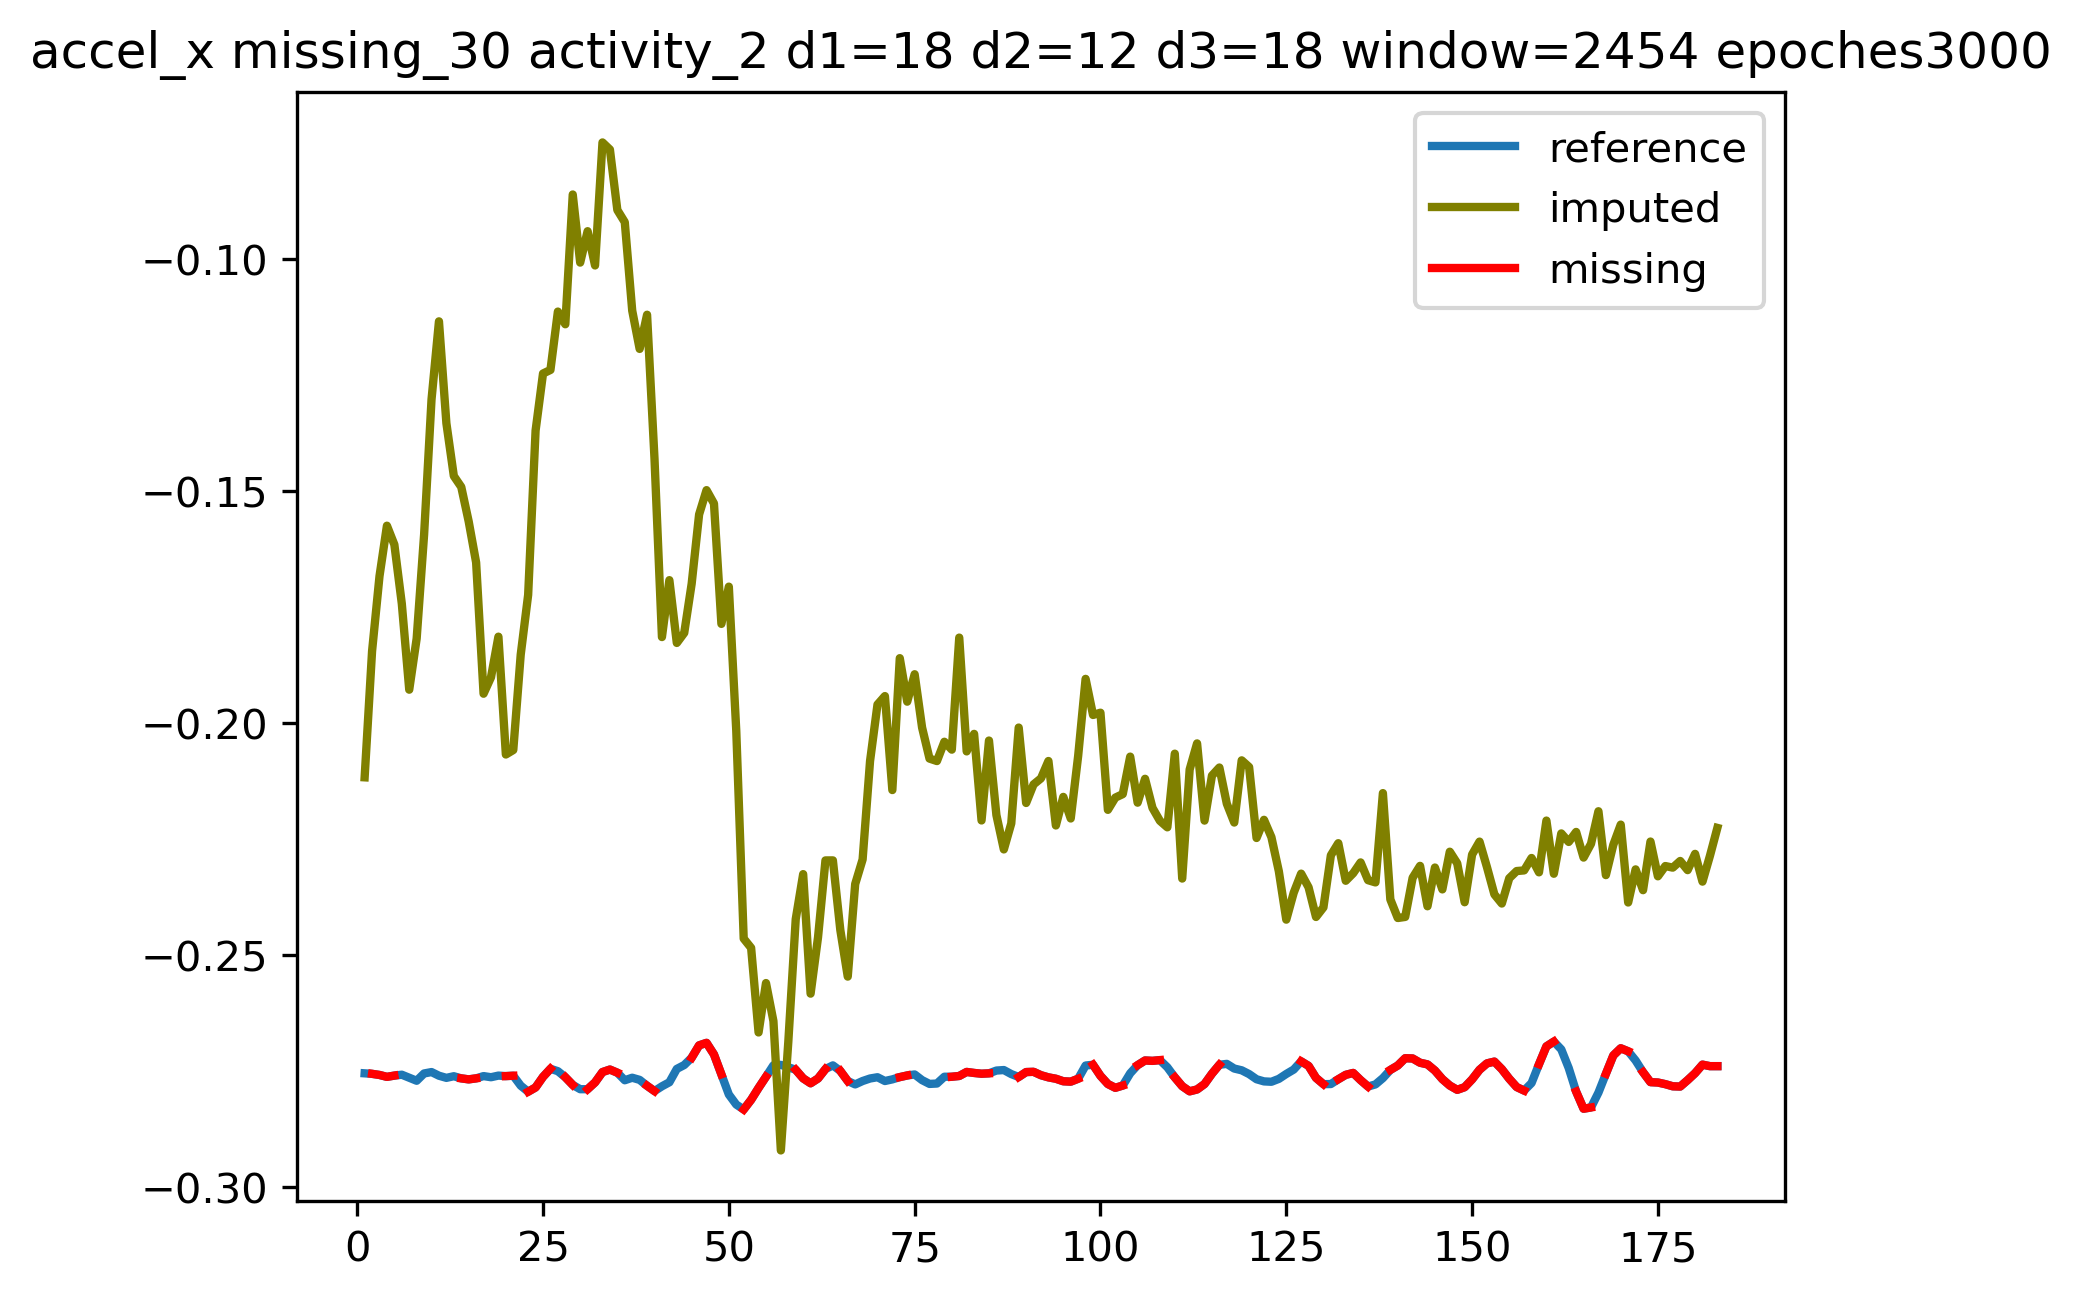 accel_x missing_30 activity_2 d1=18 d2=12 d3=18 window=2454 epoches3000
reference
imputed
missing
−0.10
−0.15
−0.20
−0.25
−0.30
0 25 50 75 100 125 150 175